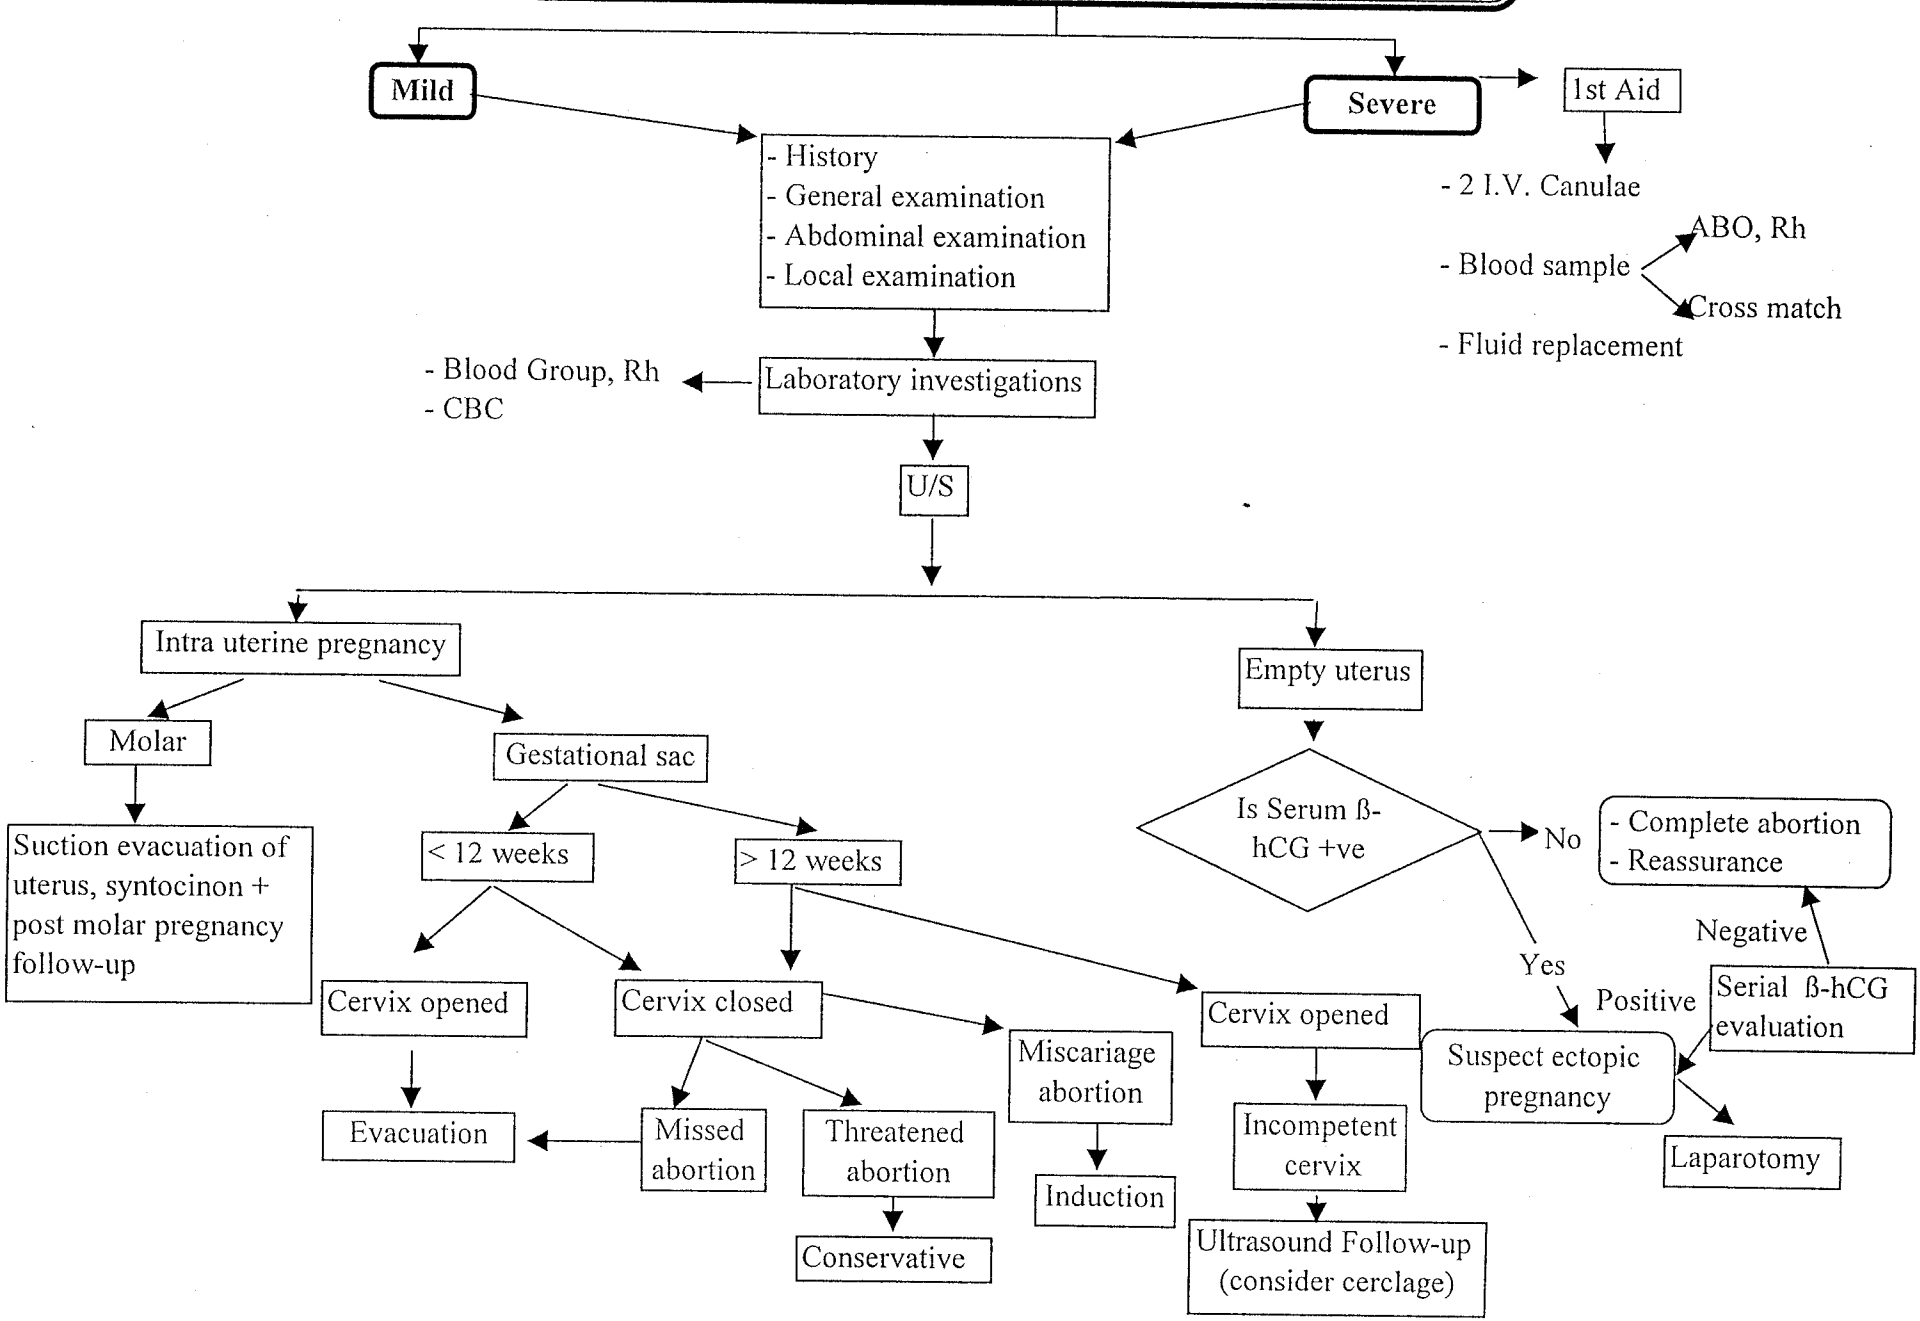 Mild
Severe
1st Aid
- History
- General examination
- Abdominal examination
- Local examination
- 2 I.V. Canulae
ABO, Rh
- Blood sample
Cross match
- Fluid replacement
- Blood Group, Rh
- CBC
Laboratory investigations
U/S
Intra uterine pregnancy
Empty uterus
Molar
Gestational sac
Suction evacuation of
uterus, syntocinon +
post molar pregnancy
follow-up
< 12 weeks
> 12 weeks
Is Serum ß-
hCG +ve
No
- Complete abortion
- Reassurance
Negative
Yes
Positive
Serial ß-hCG
evaluation
Cervix opened
Cervix closed
Cervix opened
Miscariage
abortion
Suspect ectopic
pregnancy
Evacuation
Missed
abortion
Threatened
abortion
Incompetent
cervix
Laparotomy
Induction
Conservative
Ultrasound Follow-up
(consider cerclage)